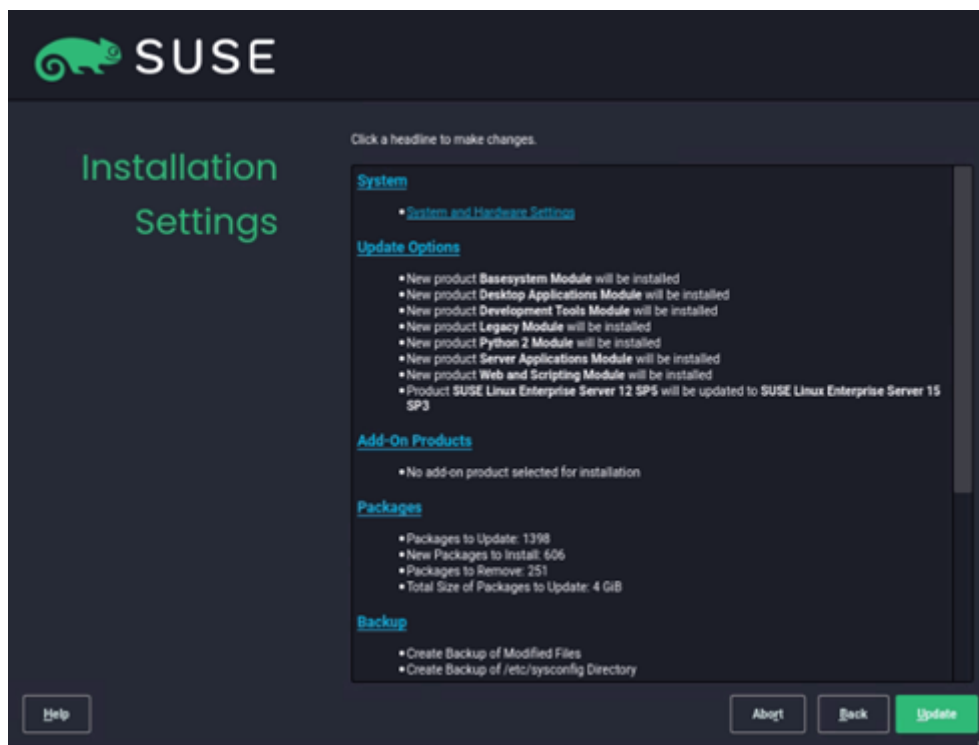 SUSE
Installation
Settings
Click a headline to make changes.
System
• System and Hardware Settings
Update Options
• New product Basesystem Module will be installed
• New product Desktop Applications Module will be installed
• New product Development Tools Module will be installed
• New product Legacy Module will be installed
• New product Python 2 Module will be installed
• New product Server Applications Module will be installed
• New product Web and Scripting Module will be installed
• Product SUSE Linux Enterprise Server 12 SP5 will be updated to SUSE Linux Enterprise Server 15
SP3
Add-On Products
• No add-on product selected for installation
Packages
• Packages to Update: 1398
• New Packages to Install: 606
• Packages to Remove: 251
• Total Size of Packages to Update: 4 GiB
Backup
• Create Backup of Modified Files
• Create Backup of /etc/sysconfig Directory
Help
Abort
Back
Update